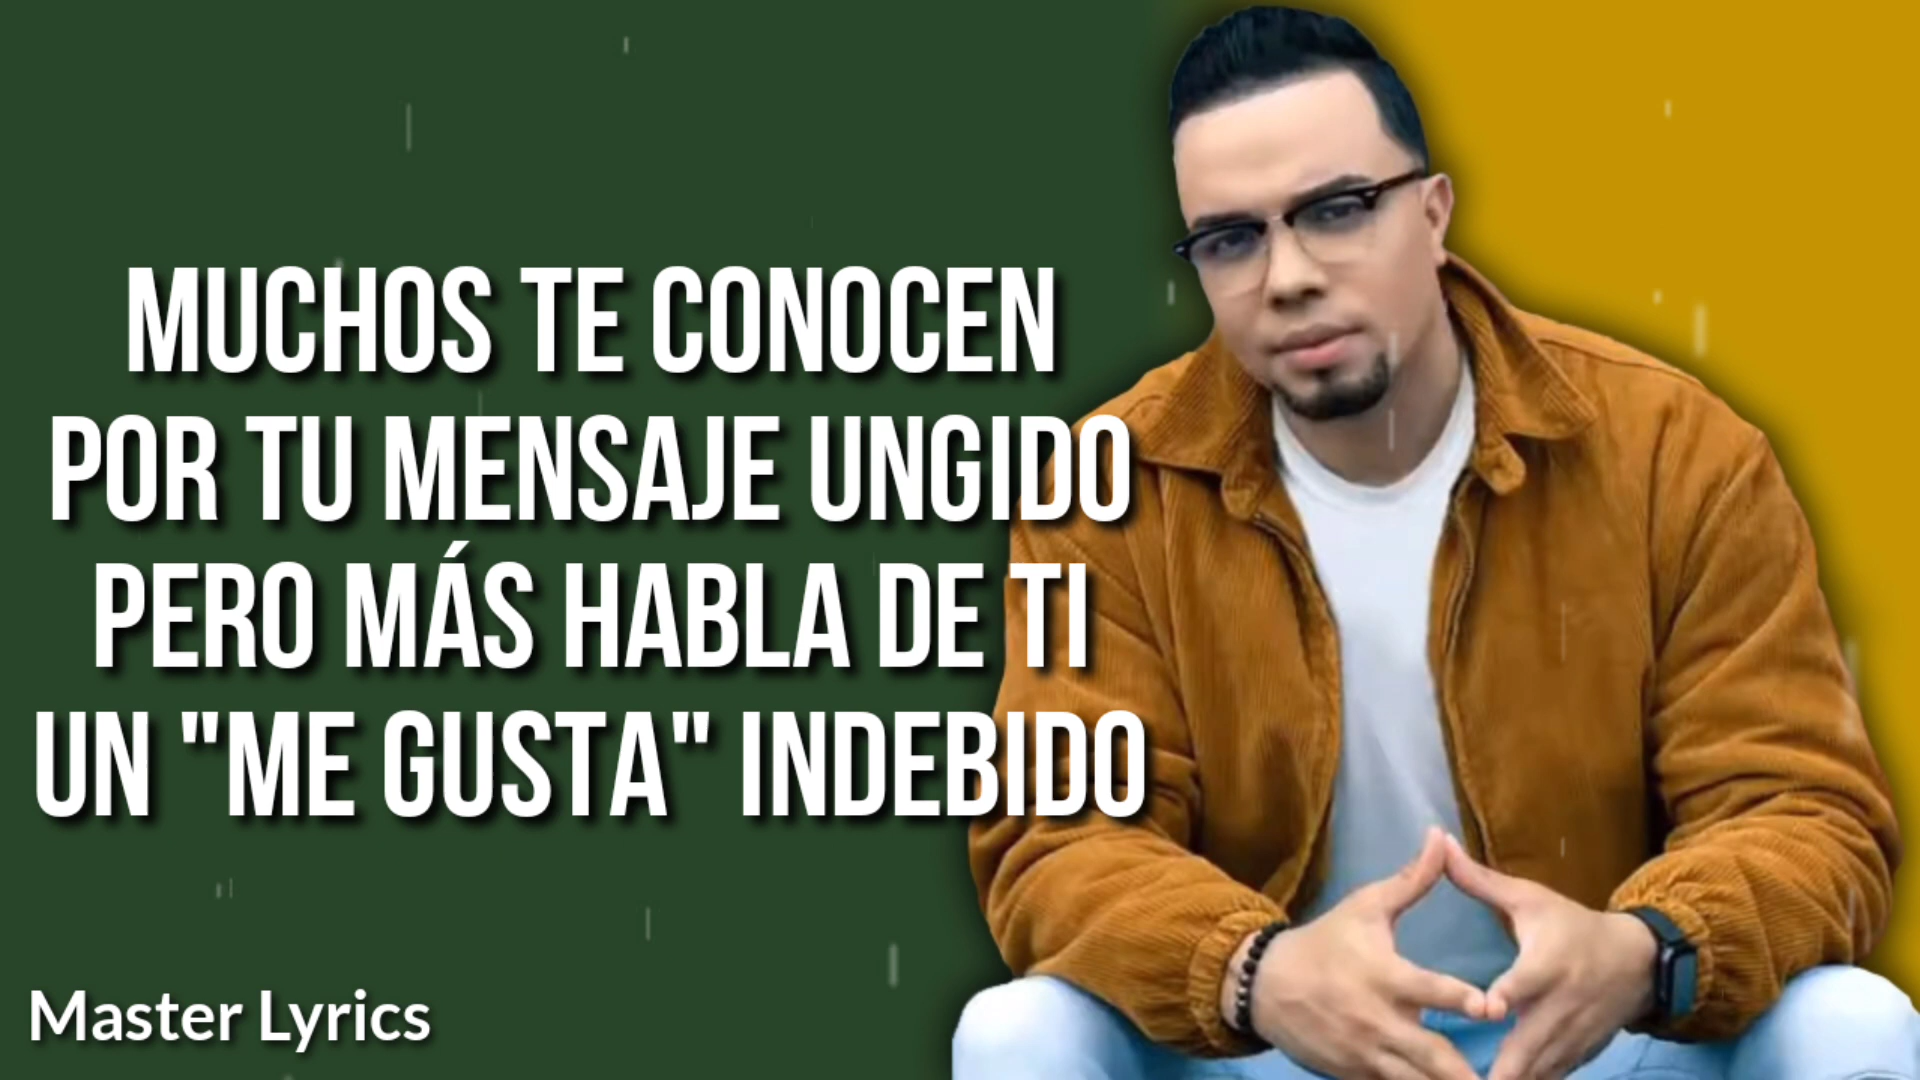 MUCHOS TE CONOCEN
POR TU MENSAJE UNGIDO
PERO MÁS HABLA DE TI
UN "ME GUSTA" INDEBIDO
Master Lyrics